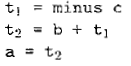 t₁ = minus c
t₂ = b + t₁
a = t₂